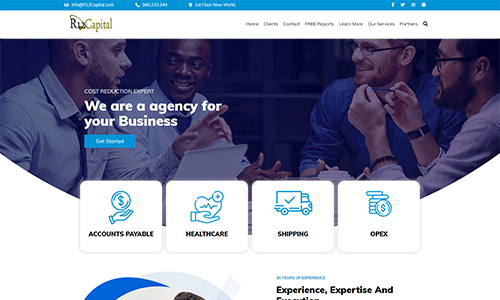 info@R12Capital.com 980.233.344 1st Floor New World.
R12Capital
Home Clients Contact FREE Reports Learn More Our Services Partners
COST REDUCTION EXPERT
We are a agency for
your Business
Get Started
ACCOUNTS PAYABLE HEALTHCARE SHIPPING OPEX
30 YEARS OF EXPERIENCE
Experience, Expertise And
Execution